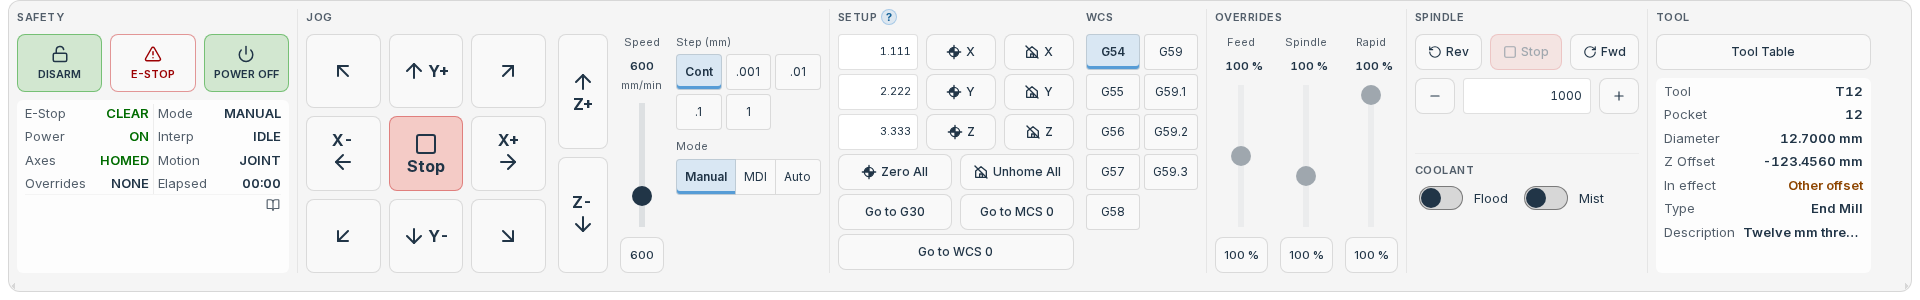 SAFETY
DISARM
E-STOP
POWER OFF
E-Stop CLEAR Mode MANUAL
Power ON Interp IDLE
Axes HOMED Motion JOINT
Overrides NONE Elapsed 00:00
JOG
Y+
X-
Stop
X+
Y-
Z+
Z-
Speed
600
mm/min
600
Step (mm)
Cont .001 .01
.1 1
Mode
Manual MDI Auto
SETUP ?
1.111 X X
2.222 Y Y
3.333 Z Z
Zero All Unhome All
Go to G30 Go to MCS 0
Go to WCS 0
WCS
G54 G59
G55 G59.1
G56 G59.2
G57 G59.3
G58
OVERRIDES
Feed Spindle Rapid
100 % 100 % 100 %
100 % 100 % 100 %
SPINDLE
Rev Stop Fwd
− 1000 +
COOLANT
Flood Mist
TOOL
Tool Table
Tool T12
Pocket 12
Diameter 12.7000 mm
Z Offset -123.4560 mm
In effect Other offset
Type End Mill
Description Twelve mm thre...